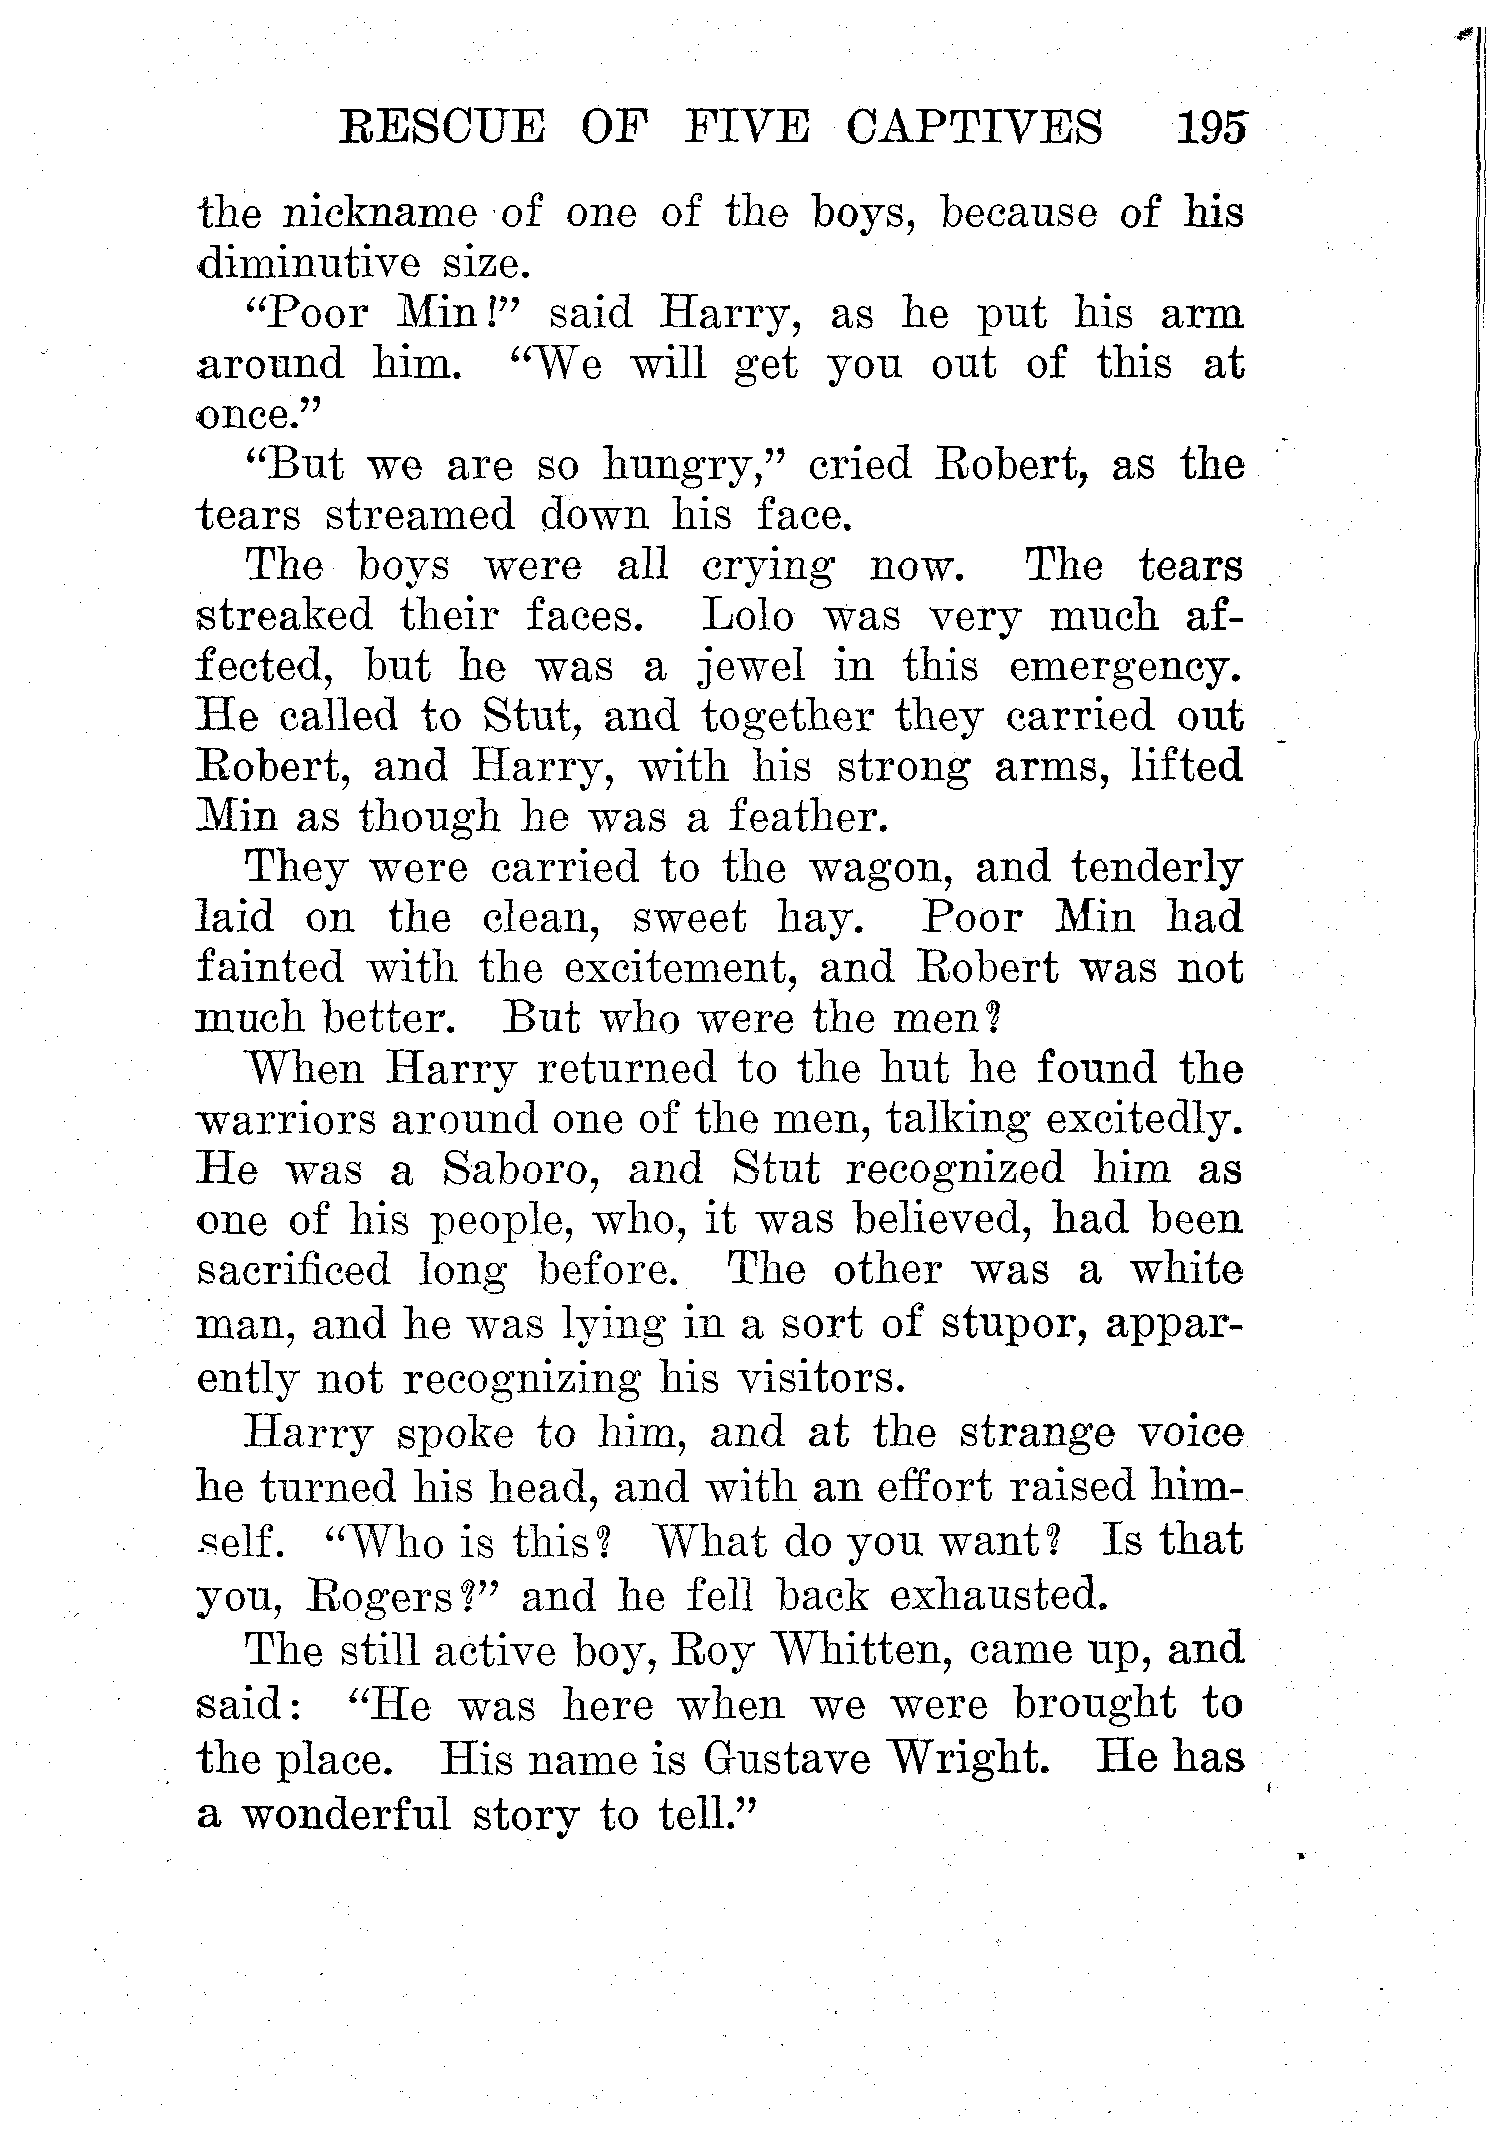 RESCUE OF FIVE CAPTIVES 195
the nickname of one of the boys, because of his
diminutive size.
“Poor Min!” said Harry, as he put his arm
around him. “We will get you out of this at
once.”
“But we are so hungry,” cried Robert, as the
tears streamed down his face.
The boys were all crying now. The tears
streaked their faces. Lolo was very much af-
fected, but he was a jewel in this emergency.
He called to Stut, and together they carried out
Robert, and Harry, with his strong arms, lifted
Min as though he was a feather.
They were carried to the wagon, and tenderly
laid on the clean, sweet hay. Poor Min had
fainted with the excitement, and Robert was not
much better. But who were the men?
When Harry returned to the hut he found the
warriors around one of the men, talking excitedly.
He was a Saboro, and Stut recognized him as
one of his people, who, it was believed, had been
sacrificed long before. The other was a white
man, and he was lying in a sort of stupor, appar-
ently not recognizing his visitors.
Harry spoke to him, and at the strange voice
he turned his head, and with an effort raised him-
self. “Who is this? What do you want? Is that
you, Rogers?” and he fell back exhausted.
The still active boy, Roy Whitten, came up, and
said: “He was here when we were brought to
the place. His name is Gustave Wright. He has
a wonderful story to tell.”